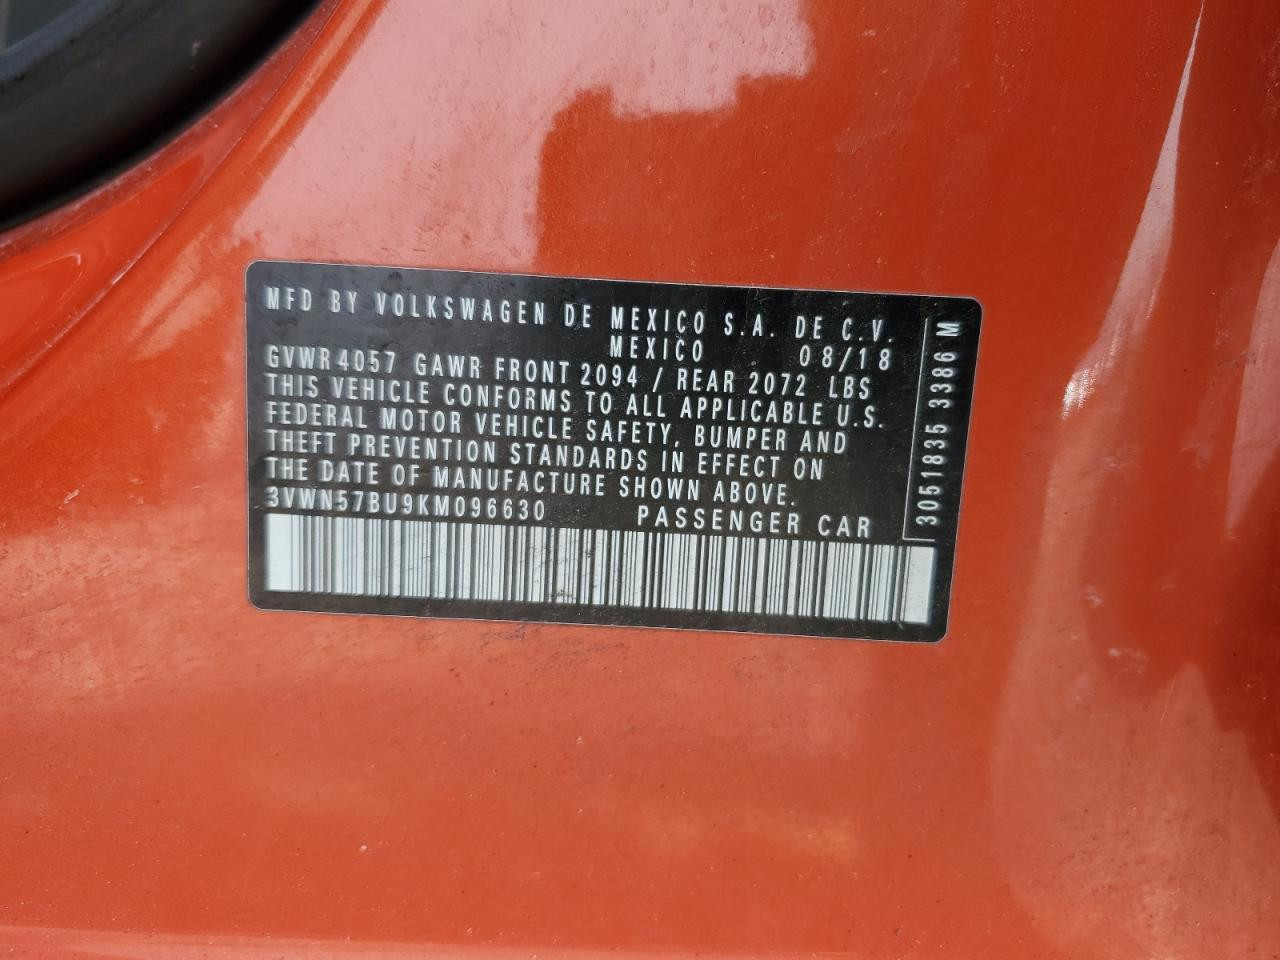 MFD BY VOLKSWAGEN DE MEXICO S.A. DE C.V.
MEXICO 08/18
GVWR 4057 GAWR FRONT 2094 / REAR 2072 LBS
THIS VEHICLE CONFORMS TO ALL APPLICABLE U.S.
FEDERAL MOTOR VEHICLE SAFETY, BUMPER AND
THEFT PREVENTION STANDARDS IN EFFECT ON
THE DATE OF MANUFACTURE SHOWN ABOVE.
3VWN57BU9KM096630 PASSENGER CAR
3051835 3386 M